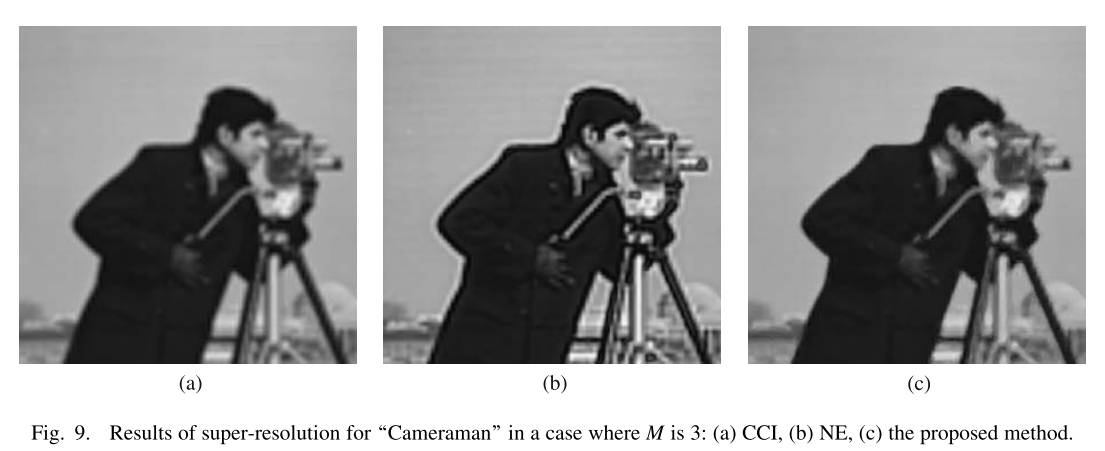 (a) (b) (c)
Fig. 9. Results of super-resolution for “Cameraman” in a case where M is 3: (a) CCI, (b) NE, (c) the proposed method.